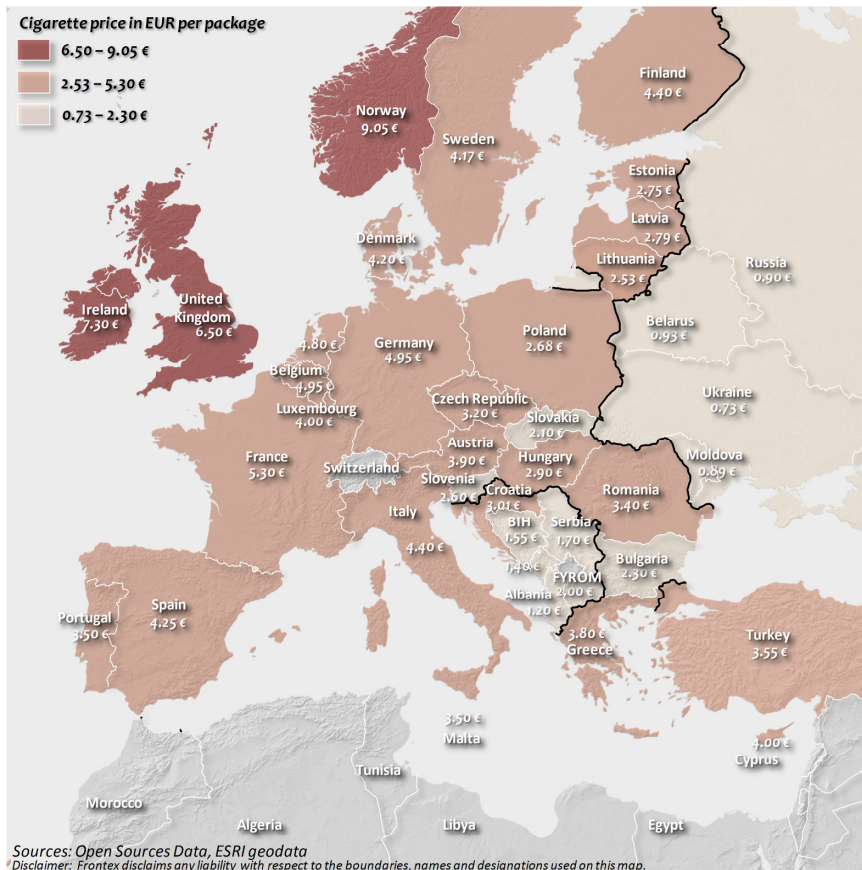 Cigarette price in EUR per package
6.50 – 9.05 €
2.53 – 5.30 €
0.73 – 2.30 €
Finland
4.40 €
Norway
9.05 €
Sweden
4.17 €
Estonia
2.75 €
Latvia
2.79 €
Lithuania
2.53 €
Denmark
4.20 €
Russia
0.90 €
Ireland
7.30 €
United
Kingdom
6.50 €
Belarus
0.93 €
4.80 €
Germany
4.95 €
Poland
2.68 €
Belgium
4.95 €
Luxembourg
4.00 €
Czech Republic
3.20 €
Ukraine
0.73 €
Slovakia
2.10 €
France
5.30 €
Switzerland
Austria
3.90 €
Hungary
2.90 €
Moldova
0.89 €
Slovenia
2.60 €
Croatia
3.01 €
Romania
3.40 €
Italy
4.40 €
BIH
1.55 €
Serbia
1.70 €
1.40 €
FYROM
2.00 €
Bulgaria
2.30 €
Albania
1.20 €
Portugal
3.50 €
Spain
4.25 €
3.80 €
Greece
Turkey
3.55 €
3.50 €
Malta
4.00 €
Cyprus
Tunisia
Morocco
Algeria
Libya
Egypt
Sources: Open Sources Data, ESRI geodata
Disclaimer: Frontex disclaims any liability with respect to the boundaries, names and designations used on this map.